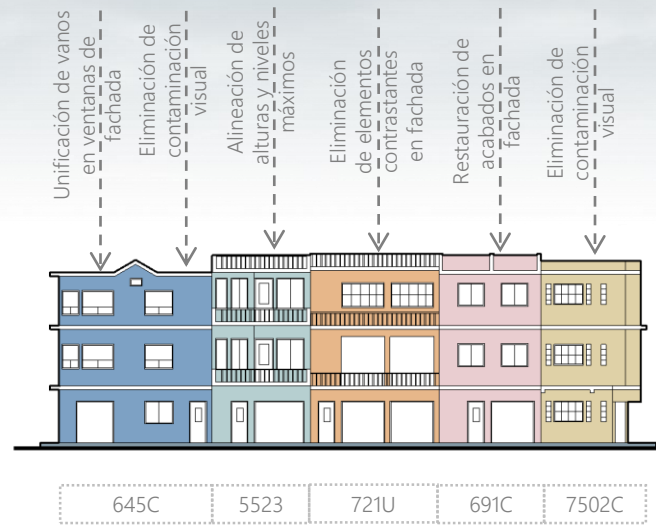 Unificación de vanos
en ventanas de
fachada
Eliminación de
contaminación
visual
Alineación de
alturas y niveles
máximos
Eliminación
de elementos
contrastantes
en fachada
Restauración de
acabados en
fachada
Eliminación de
contaminación
visual
645C
5523
721U
691C
7502C